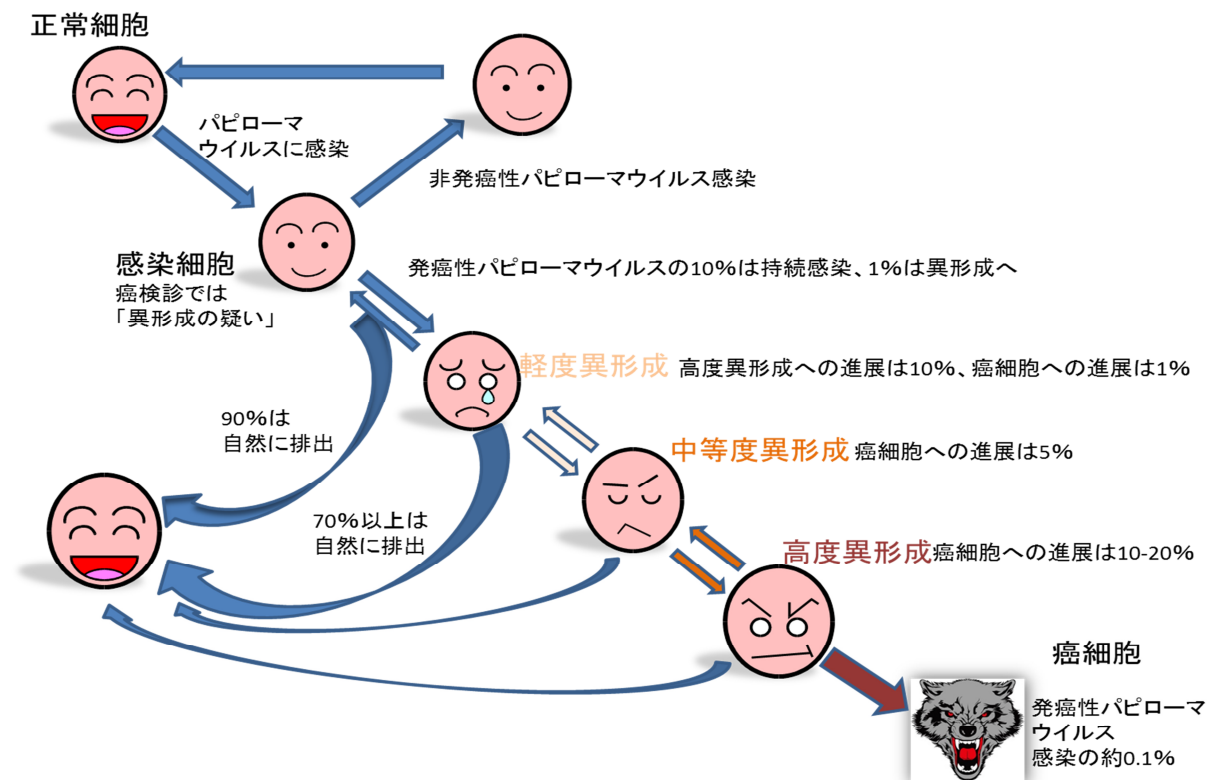 正常細胞
パピローマ
ウイルスに感染
非発癌性パピローマウイルス感染
感染細胞
癌検診では
「異形成の疑い」
発癌性パピローマウイルスの10%は持続感染、1%は異形成へ
軽度異形成 高度異形成への進展は10%、癌細胞への進展は1%
90%は
自然に排出
中等度異形成 癌細胞への進展は5%
70%以上は
自然に排出
高度異形成 癌細胞への進展は10-20%
癌細胞
発癌性パピローマ
ウイルス
感染の約0.1%